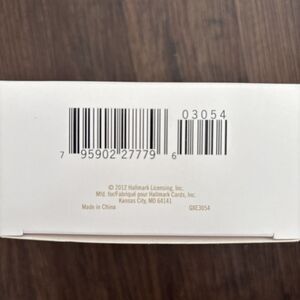 03054
7 95902 27779 6
© 2012 Hallmark Licensing, Inc.
Mfd. for/Fabriqué pour Hallmark Cards, Inc.
Kansas City, MO 64141
Made in China GXE3054